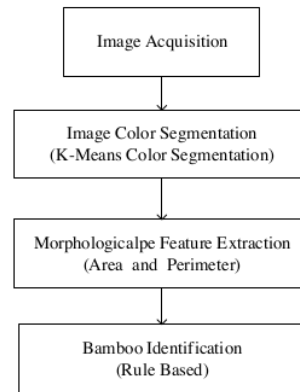 Image Acquisition
Image Color Segmentation
(K-Means Color Segmentation)
Morphologicalpe Feature Extraction
(Area and Perimeter)
Bamboo Identification
(Rule Based)